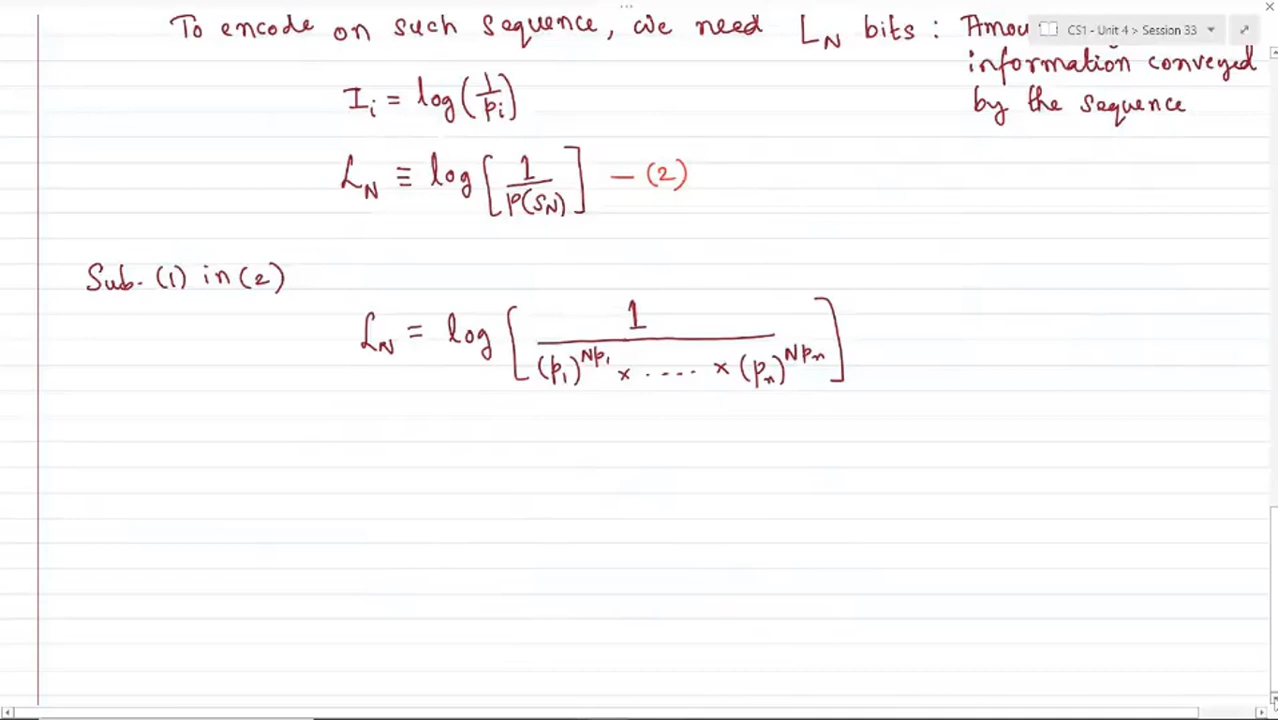 To encode on such sequence, we need L_N bits : Amou
CS1 - Unit 4 > Session 33
information conveyed
by the sequence
I_i = log(1/p_i)
L_N ≡ log[1/P(S_N)] — (2)
Sub. (1) in (2)
L_N = log[1/((p_1)^{Np_1} × ..... × (p_n)^{Np_n})]